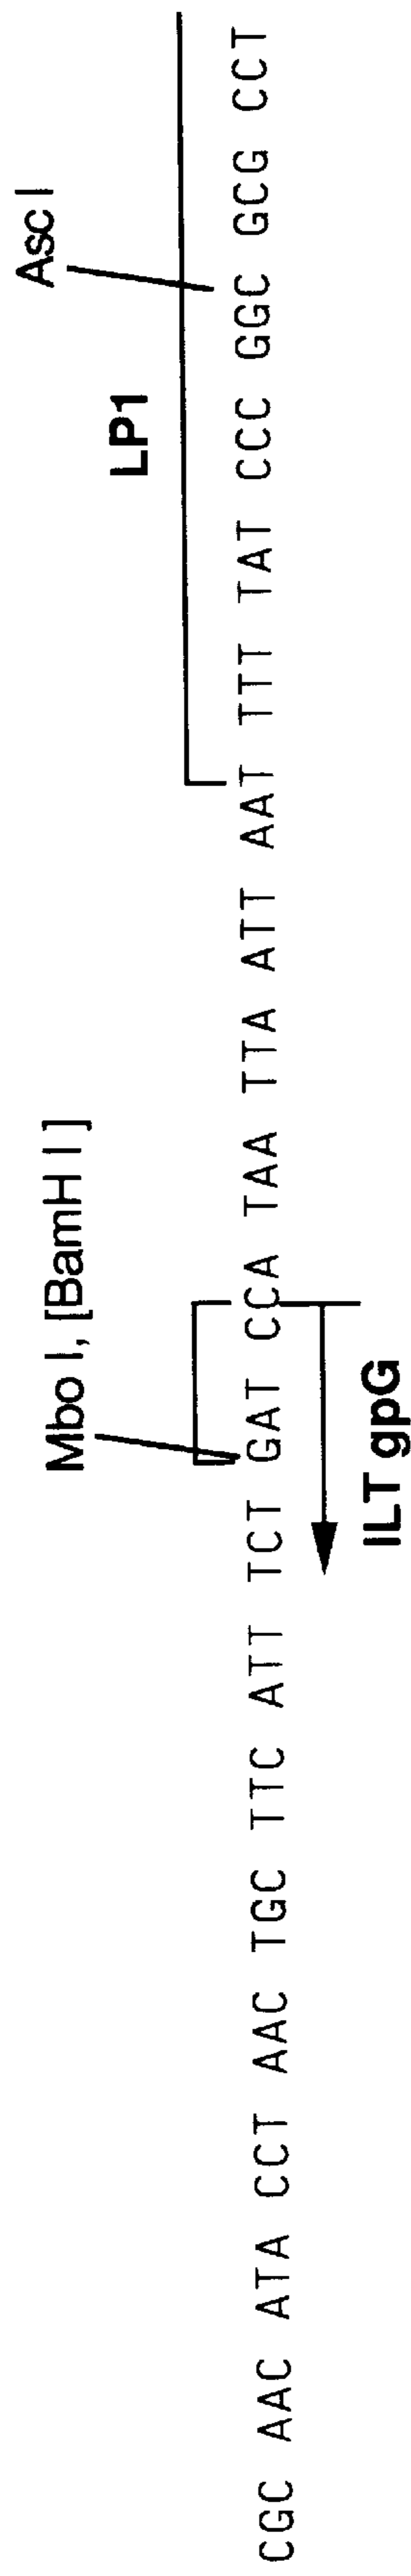 Asc I
LP1
Mbo I, [BamH I]
CGC AAC ATA CCT AAC TGC TTC ATT TCT GAT CCA TAA TTA ATT AAT TTT TAT CCC GGC GCG CCT
ILT gpG